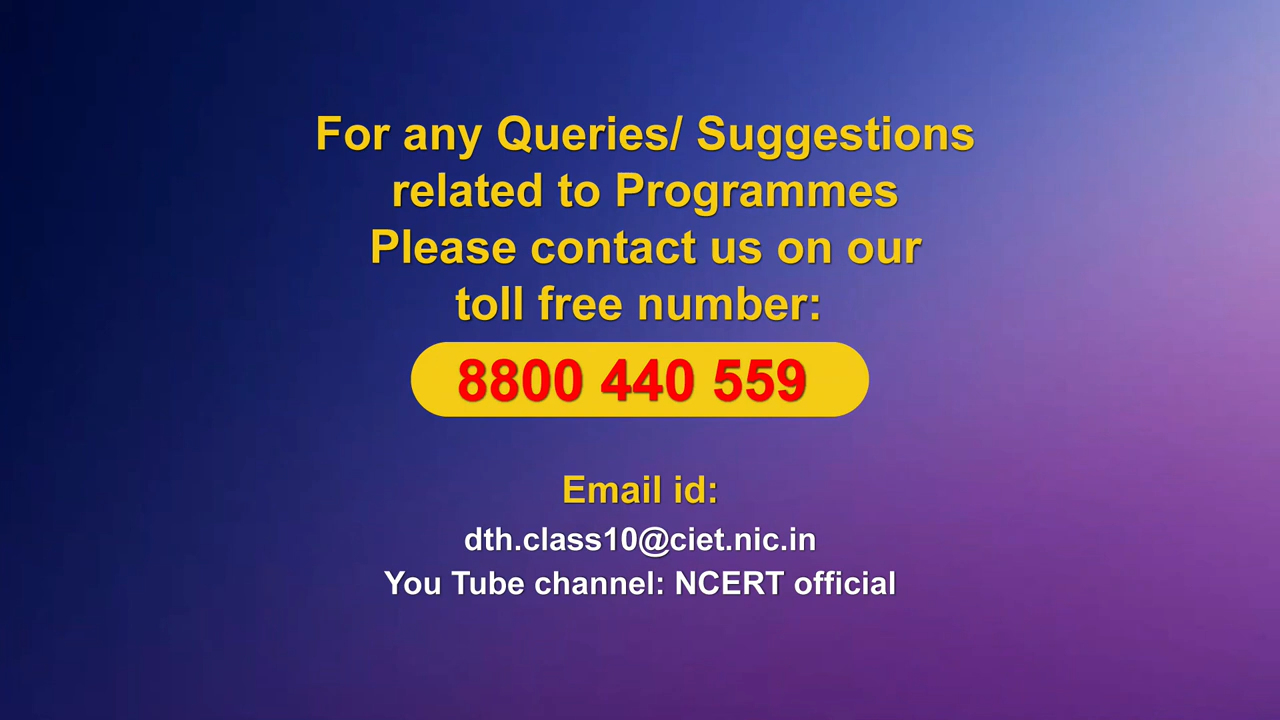 For any Queries/ Suggestions
related to Programmes
Please contact us on our
toll free number:
8800 440 559
Email id:
dth.class10@ciet.nic.in
You Tube channel: NCERT official